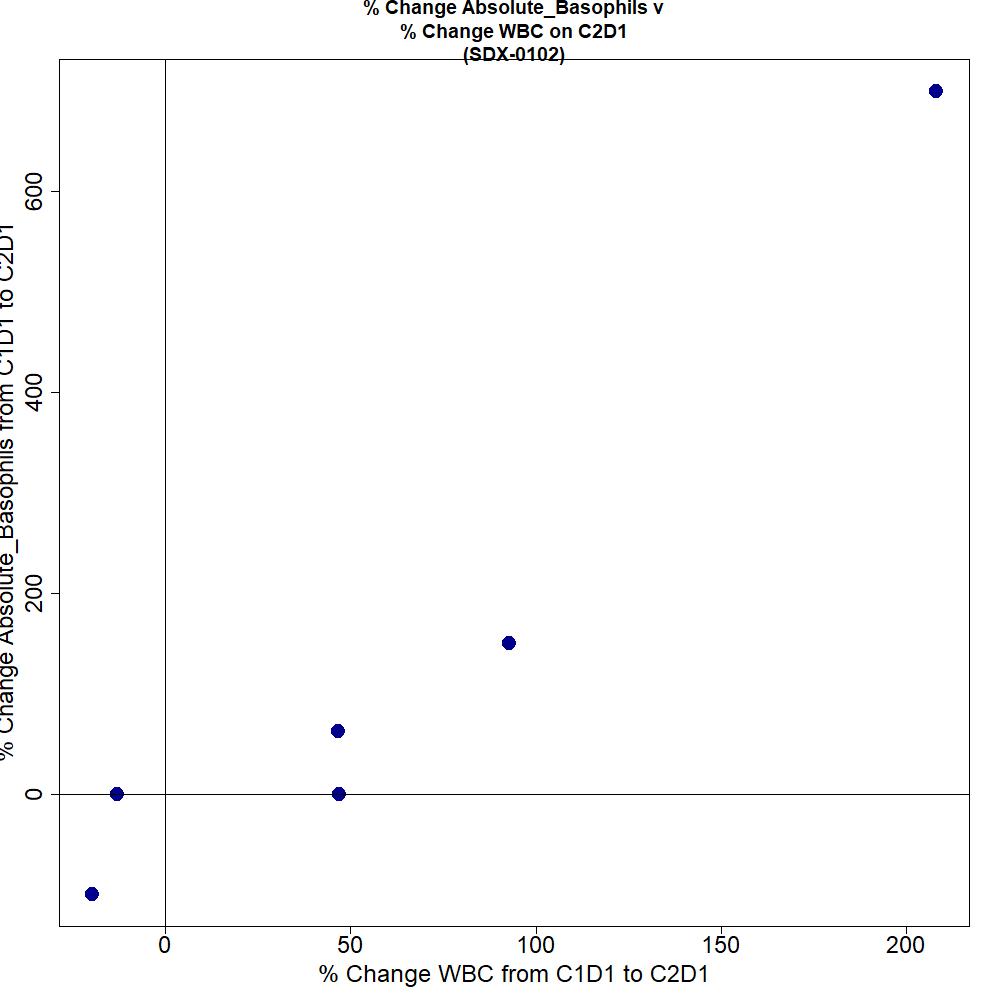 % Change Absolute_Basophils v
% Change WBC on C2D1
(SDX-0102)
% Change Absolute_Basophils from C1D1 to C2D1
600
400
200
0
0 50 100 150 200
% Change WBC from C1D1 to C2D1